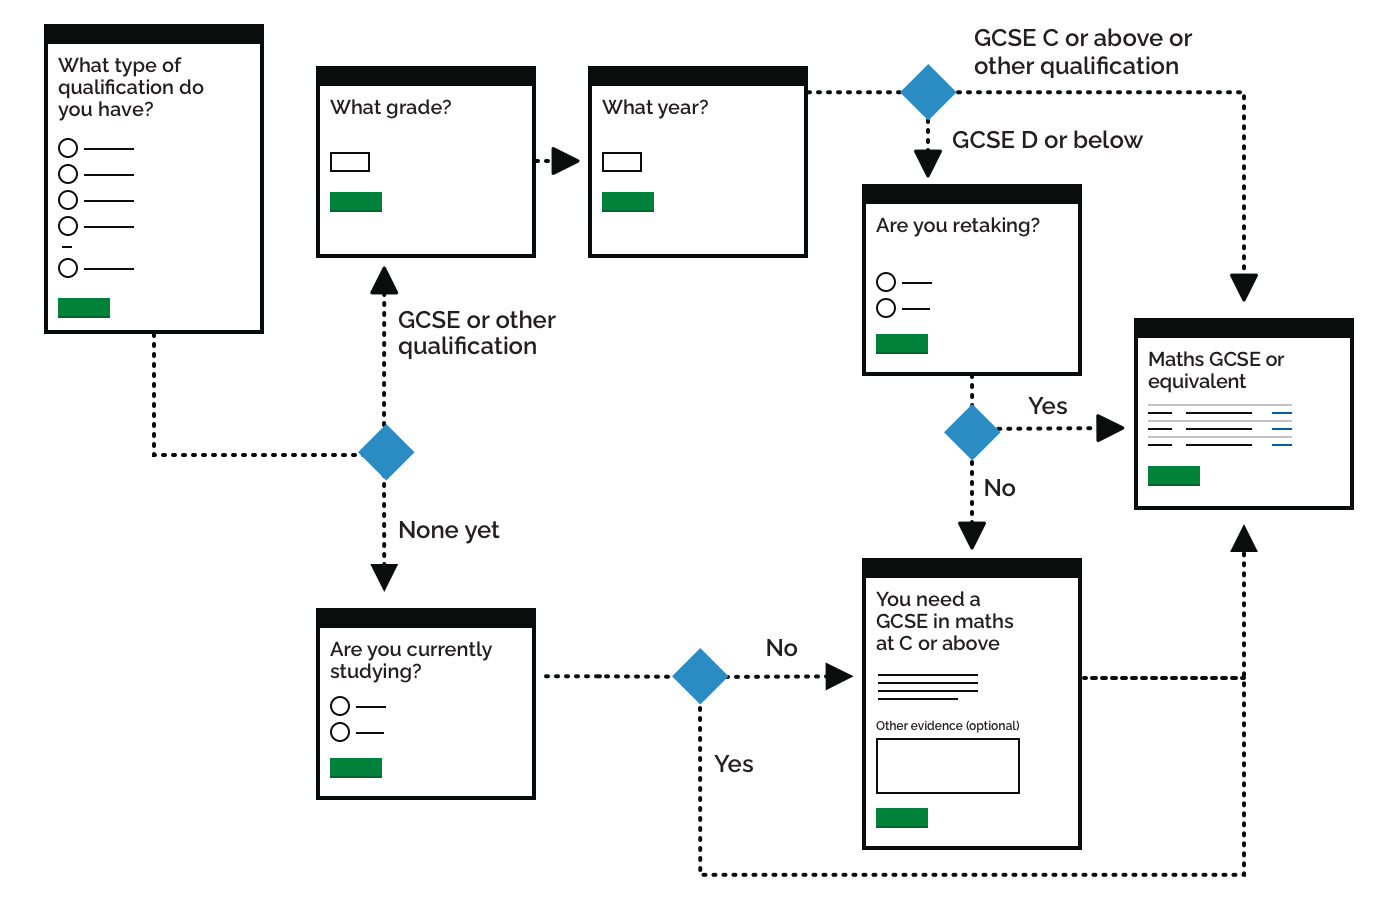 What type of
qualification do
you have?
What grade?
What year?
GCSE C or above or
other qualification
GCSE D or below
Are you retaking?
GCSE or other
qualification
Maths GCSE or
equivalent
Yes
No
None yet
You need a
GCSE in maths
at C or above
Are you currently
studying?
No
Other evidence (optional)
Yes